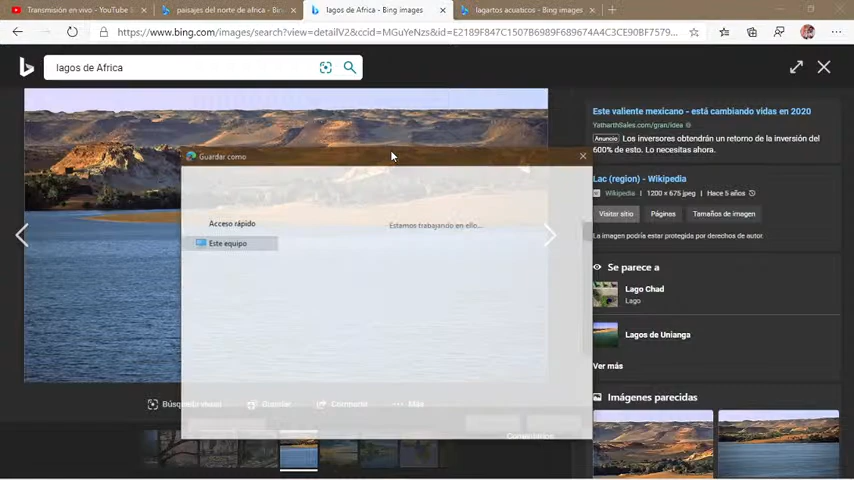 Transmisión en vivo - YouTube S
paisajes del norte de africa - Bin
lagos de Africa - Bing images
lagartos acuaticos - Bing images
https://www.bing.com/images/search?view=detailV2&ccid=MGuYeNzs&id=E2189F847C1507B6989F689674A4C3CE90BF7579...
lagos de Africa
Este valiente mexicano - está cambiando vidas en 2020
YatharthSales.com/gran/idea
Anuncio Los inversores obtendrán un retorno de la inversión del
600% de esto. Lo necesitas ahora.
Lac (region) - Wikipedia
Wikipedia 1200 × 675 jpeg Hace 5 años
Visitar sitio Páginas Tamaños de imagen
La imagen podría estar protegida por derechos de autor.
Se parece a
Lago Chad
Lago
Lagos de Unianga
Ver más
Imágenes parecidas
Guardar como
Acceso rápido
Estamos trabajando en ello...
Este equipo
Búsqueda visual Guardar Compartir Más
Comentarios